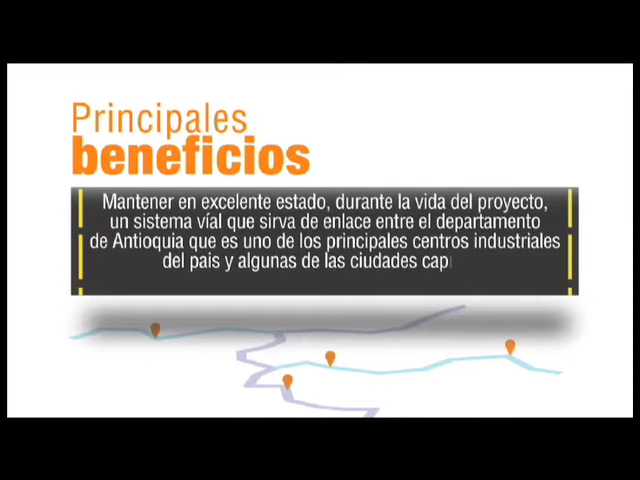 Principales
beneficios
Mantener en excelente estado, durante la vida del proyecto,
un sistema víal que sirva de enlace entre el departamento
de Antioquia que es uno de los principales centros industriales
del pais y algunas de las ciudades cap